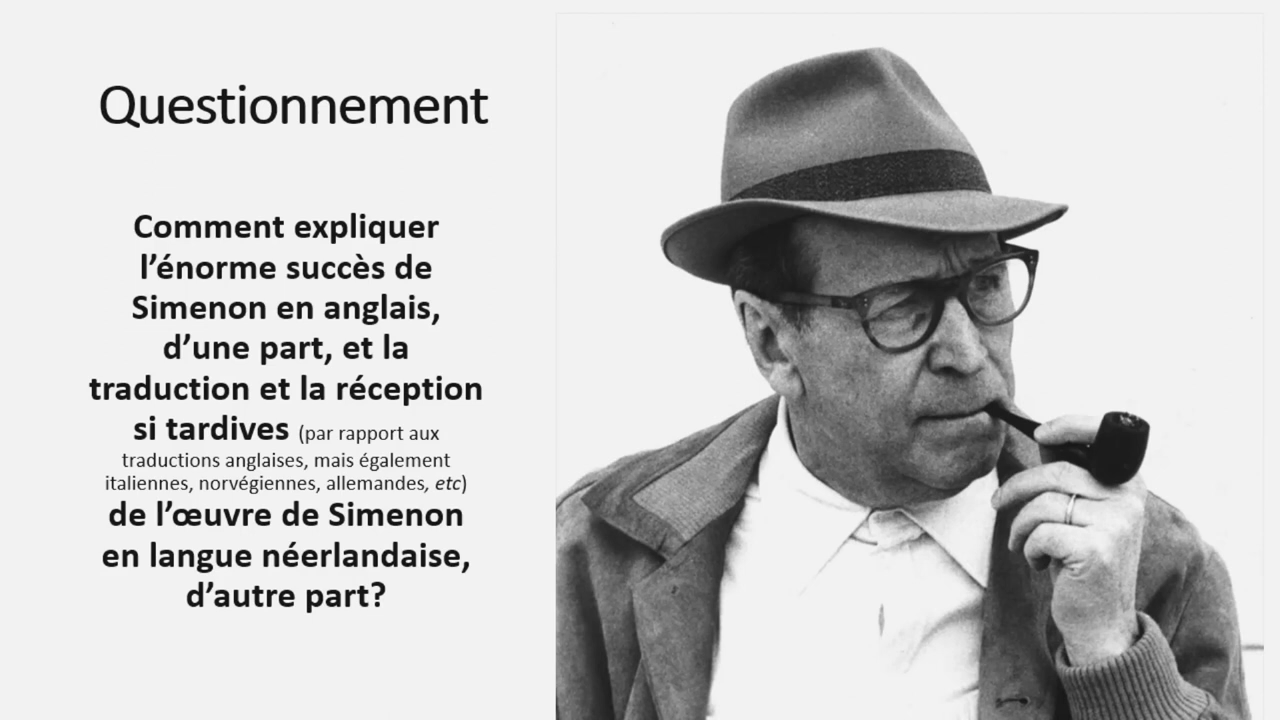 Questionnement
Comment expliquer
l’énorme succès de
Simenon en anglais,
d’une part, et la
traduction et la réception
si tardives (par rapport aux
traductions anglaises, mais également
italiennes, norvégiennes, allemandes, etc)
de l’œuvre de Simenon
en langue néerlandaise,
d’autre part?